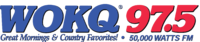 WOKQ 97.5
Great Mornings & Country Favorites! • 50,000 WATTS FM